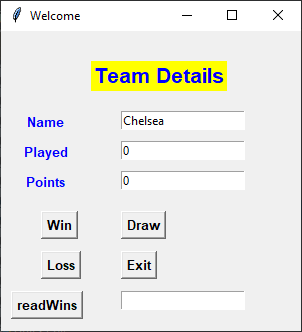 Welcome
Team Details
Name Chelsea
Played 0
Points 0
Win Draw
Loss Exit
readWins